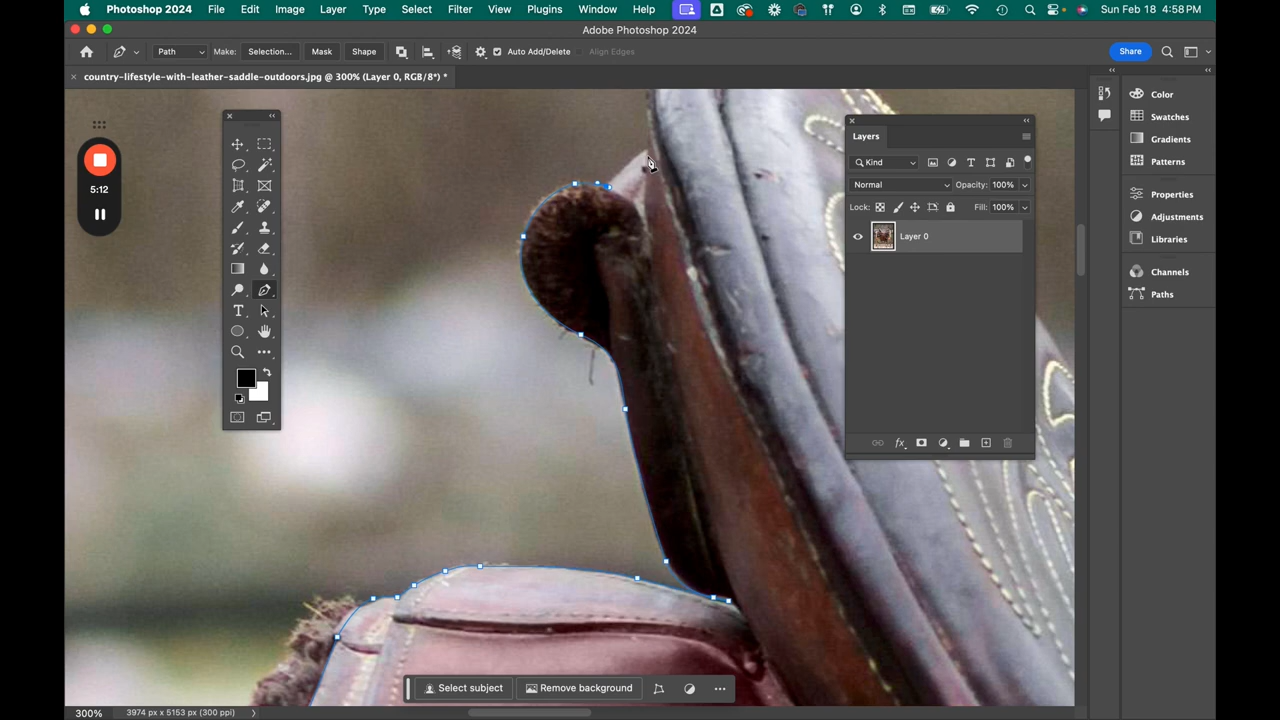 Photoshop 2024 File Edit Image Layer Type Select Filter View Plugins Window Help Sun Feb 18 4:58 PM
Adobe Photoshop 2024
Path Make: Selection... Mask Shape Auto Add/Delete Align Edges Share
country-lifestyle-with-leather-saddle-outdoors.jpg @ 300% (Layer 0, RGB/8*) *
5:12
Layers
Kind
Normal Opacity: 100%
Lock: Fill: 100%
Layer 0
fx
Color
Swatches
Gradients
Patterns
Properties
Adjustments
Libraries
Channels
Paths
Select subject Remove background
300% 3974 px x 5153 px (300 ppi)